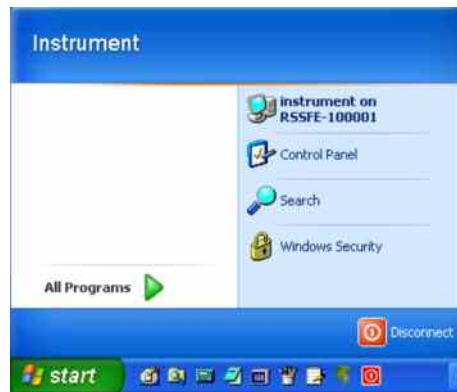 Instrument
instrument on
RSSFE-100001
Control Panel
Search
Windows Security
All Programs
Disconnect
start